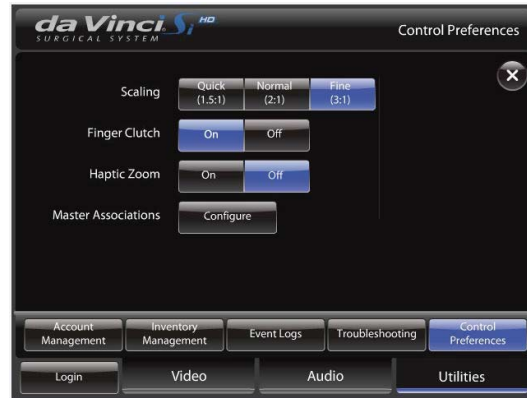 da Vinci Si HD
SURGICAL SYSTEM
Control Preferences
Scaling
Quick
(1.5:1)
Normal
(2:1)
Fine
(3:1)
Finger Clutch
On
Off
Haptic Zoom
On
Off
Master Associations
Configure
Account
Management
Inventory
Management
Event Logs
Troubleshooting
Control
Preferences
Login
Video
Audio
Utilities